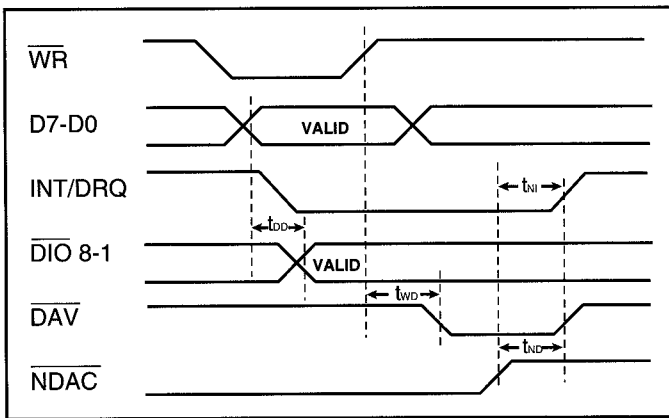 WR
D7-D0 VALID
INT/DRQ tNI
tDD
DIO 8-1 VALID
tWD
DAV
tND
NDAC